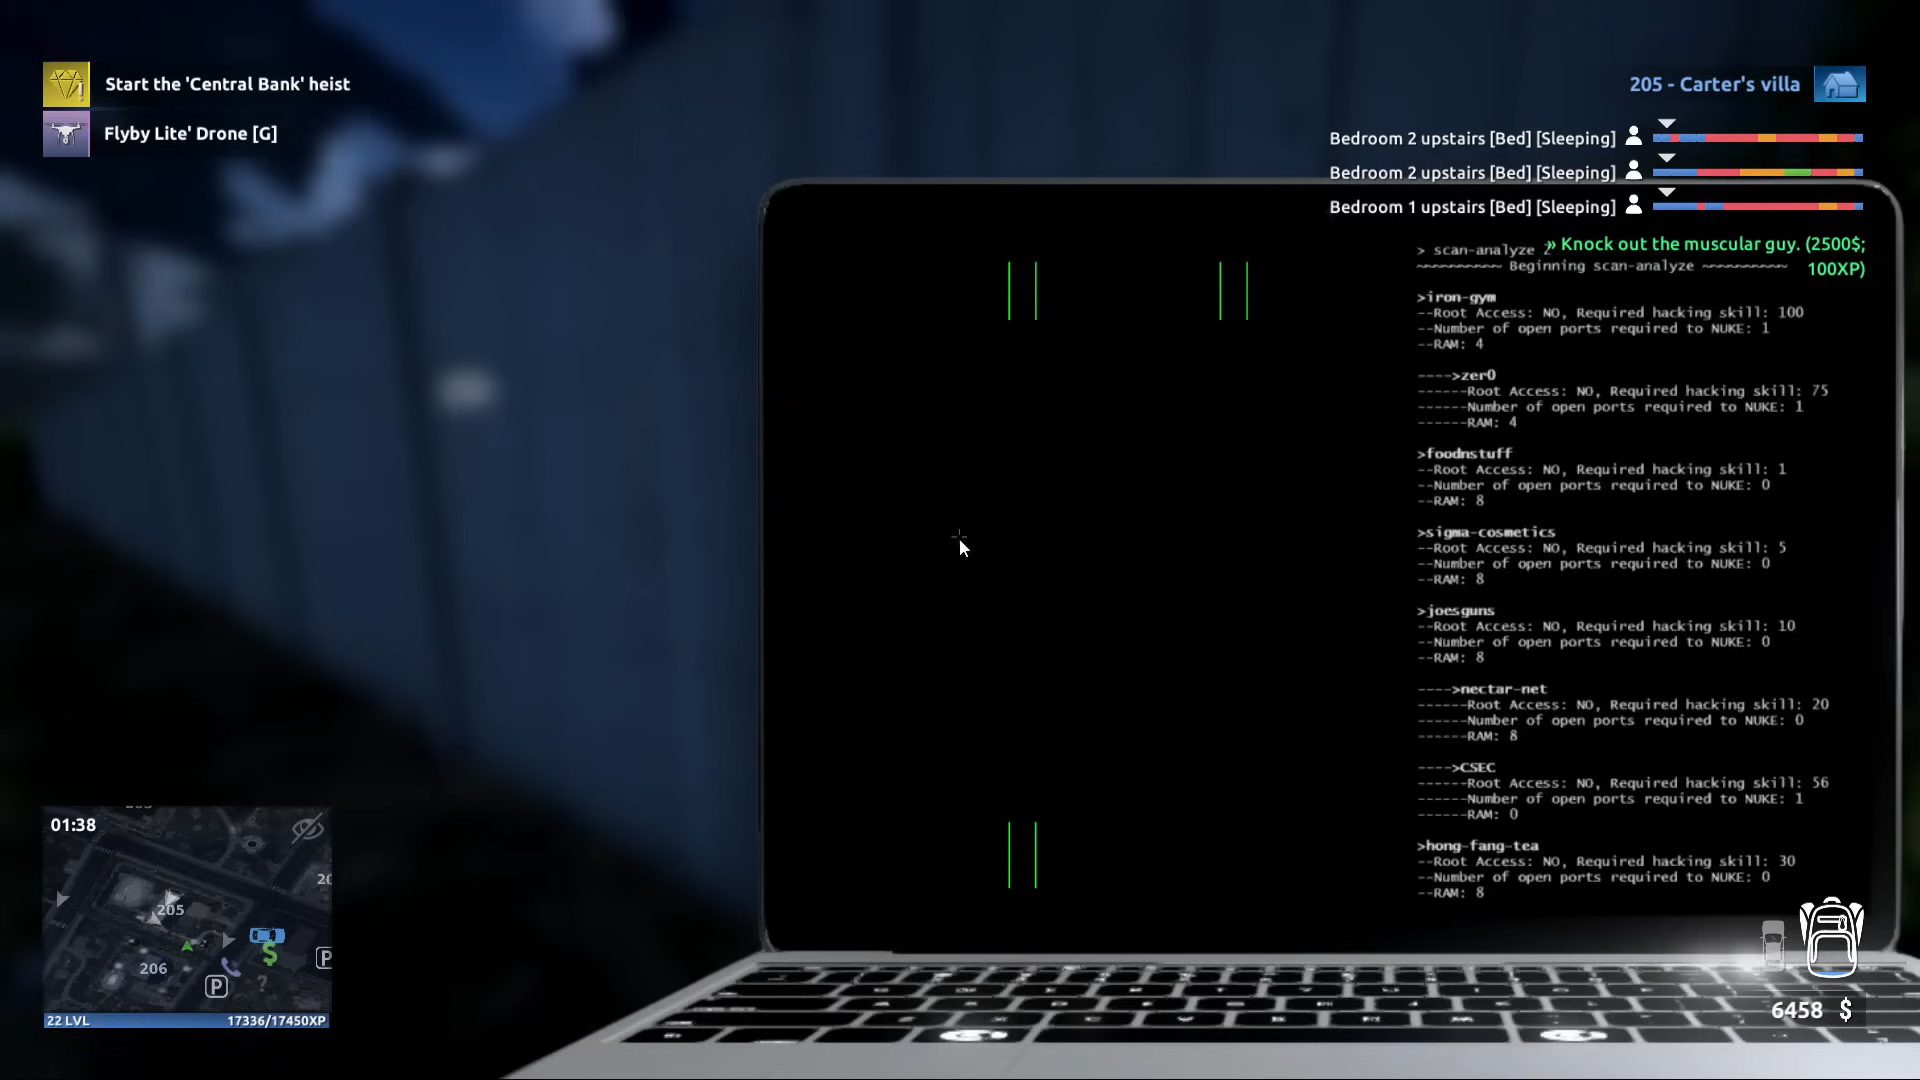 Start the 'Central Bank' heist
Flyby Lite' Drone [G]
205 - Carter's villa
Bedroom 2 upstairs [Bed] [Sleeping]
Bedroom 2 upstairs [Bed] [Sleeping]
Bedroom 1 upstairs [Bed] [Sleeping]
» Knock out the muscular guy. (2500$;
100XP)
> scan-analyze 2
~~~~~~~~~~ Beginning scan-analyze ~~~~~~~~~~
>iron-gym
--Root Access: NO, Required hacking skill: 100
--Number of open ports required to NUKE: 1
--RAM: 4
---->zer0
------Root Access: NO, Required hacking skill: 75
------Number of open ports required to NUKE: 1
------RAM: 4
>foodnstuff
--Root Access: NO, Required hacking skill: 1
--Number of open ports required to NUKE: 0
--RAM: 8
>sigma-cosmetics
--Root Access: NO, Required hacking skill: 5
--Number of open ports required to NUKE: 0
--RAM: 8
>joesguns
--Root Access: NO, Required hacking skill: 10
--Number of open ports required to NUKE: 0
--RAM: 8
---->nectar-net
------Root Access: NO, Required hacking skill: 20
------Number of open ports required to NUKE: 0
------RAM: 8
---->CSEC
------Root Access: NO, Required hacking skill: 56
------Number of open ports required to NUKE: 1
------RAM: 0
>hong-fang-tea
--Root Access: NO, Required hacking skill: 30
--Number of open ports required to NUKE: 0
--RAM: 8
01:38
205
206
P
P
?
$
22 LVL
17336/17450XP
6458 $